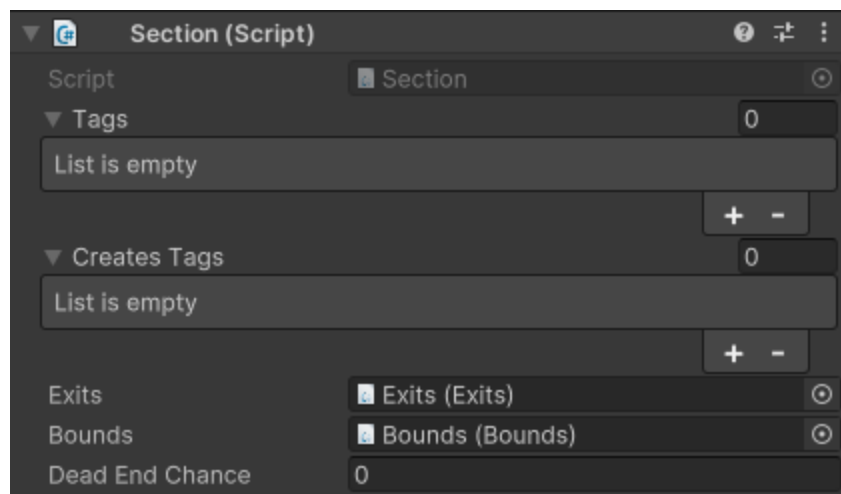 Section (Script)
Script Section
Tags 0
List is empty
+ -
Creates Tags 0
List is empty
+ -
Exits Exits (Exits)
Bounds Bounds (Bounds)
Dead End Chance 0